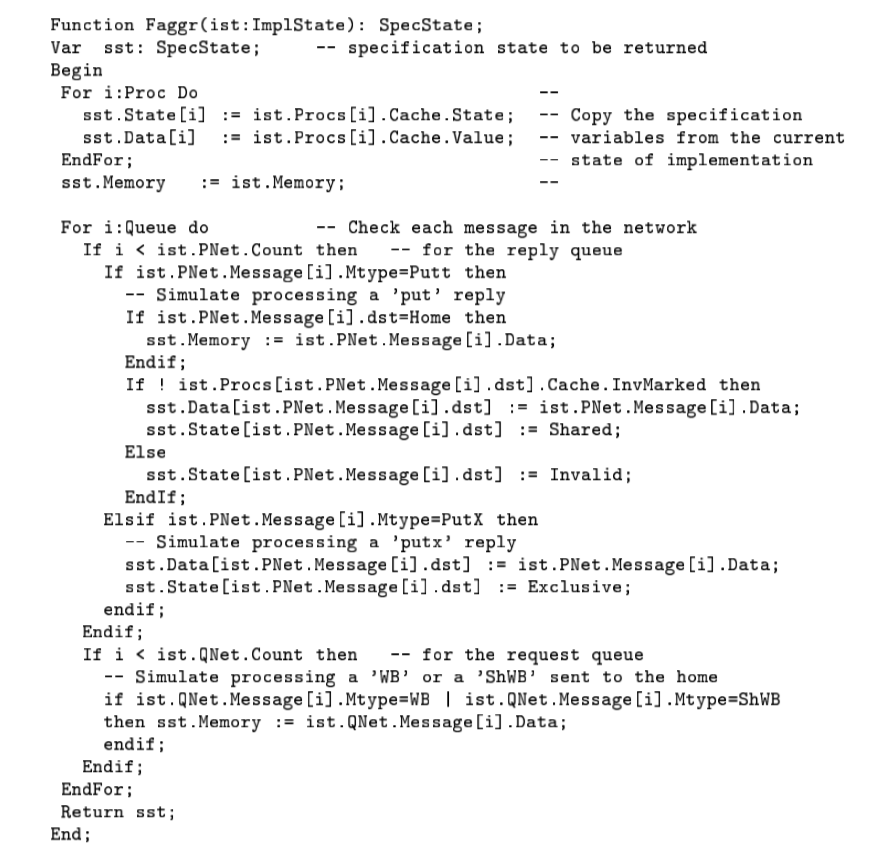 Function Faggr(ist:ImplState): SpecState;
Var  sst: SpecState;     -- specification state to be returned
Begin
 For i:Proc Do                                --
   sst.State[i] := ist.Procs[i].Cache.State;  -- Copy the specification
   sst.Data[i]  := ist.Procs[i].Cache.Value;  -- variables from the current
 EndFor;                                      -- state of implementation
 sst.Memory   := ist.Memory;                  --

 For i:Queue do          -- Check each message in the network
   If i < ist.PNet.Count then   -- for the reply queue
     If ist.PNet.Message[i].Mtype=Putt then
       -- Simulate processing a 'put' reply
       If ist.PNet.Message[i].dst=Home then
         sst.Memory := ist.PNet.Message[i].Data;
       Endif;
       If ! ist.Procs[ist.PNet.Message[i].dst].Cache.InvMarked then
         sst.Data[ist.PNet.Message[i].dst] := ist.PNet.Message[i].Data;
         sst.State[ist.PNet.Message[i].dst] := Shared;
       Else
         sst.State[ist.PNet.Message[i].dst] := Invalid;
       EndIf;
     Elsif ist.PNet.Message[i].Mtype=PutX then
       -- Simulate processing a 'putx' reply
       sst.Data[ist.PNet.Message[i].dst] := ist.PNet.Message[i].Data;
       sst.State[ist.PNet.Message[i].dst] := Exclusive;
     endif;
   Endif;
   If i < ist.QNet.Count then   -- for the request queue
     -- Simulate processing a 'WB' or a 'ShWB' sent to the home
     if ist.QNet.Message[i].Mtype=WB | ist.QNet.Message[i].Mtype=ShWB
     then sst.Memory := ist.QNet.Message[i].Data;
     endif;
   Endif;
 EndFor;
 Return sst;
End;